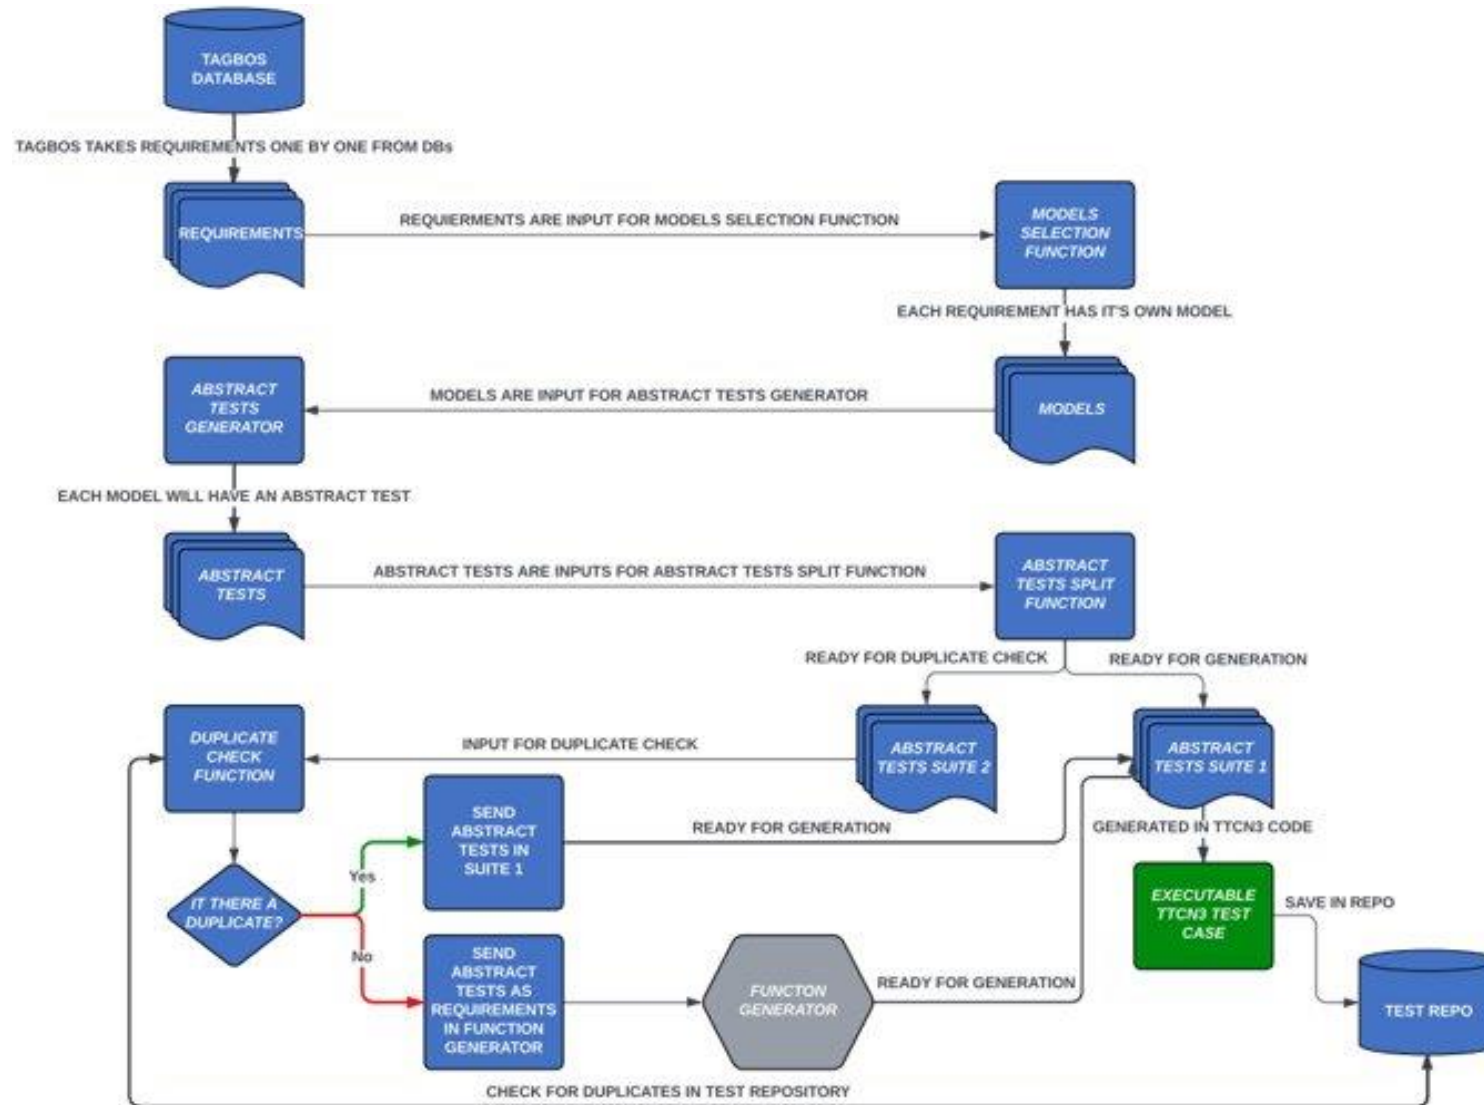 TAGBOS
DATABASE
TAGBOS TAKES REQUIREMENTS ONE BY ONE FROM DBs
REQUIREMENTS
REQUIERMENTS ARE INPUT FOR MODELS SELECTION FUNCTION
MODELS
SELECTION
FUNCTION
EACH REQUIREMENT HAS IT'S OWN MODEL
ABSTRACT
TESTS
GENERATOR
MODELS ARE INPUT FOR ABSTRACT TESTS GENERATOR
MODELS
EACH MODEL WILL HAVE AN ABSTRACT TEST
ABSTRACT
TESTS
ABSTRACT TESTS ARE INPUTS FOR ABSTRACT TESTS SPLIT FUNCTION
ABSTRACT
TESTS SPLIT
FUNCTION
READY FOR DUPLICATE CHECK
READY FOR GENERATION
DUPLICATE
CHECK
FUNCTION
INPUT FOR DUPLICATE CHECK
ABSTRACT
TESTS SUITE 2
ABSTRACT
TESTS SUITE 1
SEND
ABSTRACT
TESTS IN
SUITE 1
READY FOR GENERATION
GENERATED IN TTCN3 CODE
Yes
IT THERE A
DUPLICATE?
EXECUTABLE
TTCN3 TEST
CASE
SAVE IN REPO
No
SEND
ABSTRACT
TESTS AS
REQUIREMENTS
IN FUNCTION
GENERATOR
FUNCTON
GENERATOR
READY FOR GENERATION
TEST REPO
CHECK FOR DUPLICATES IN TEST REPOSITORY